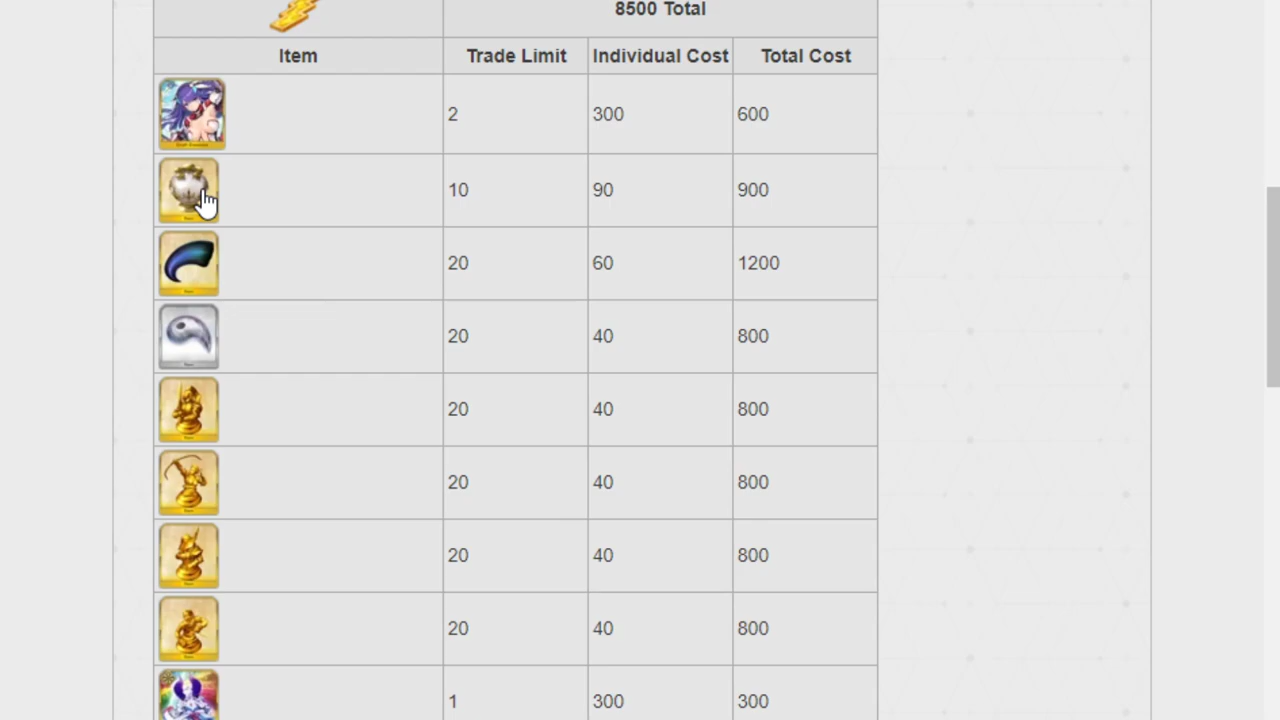 8500 Total
Item Trade Limit Individual Cost Total Cost
2 300 600
10 90 900
20 60 1200
20 40 800
20 40 800
20 40 800
20 40 800
20 40 800
1 300 300